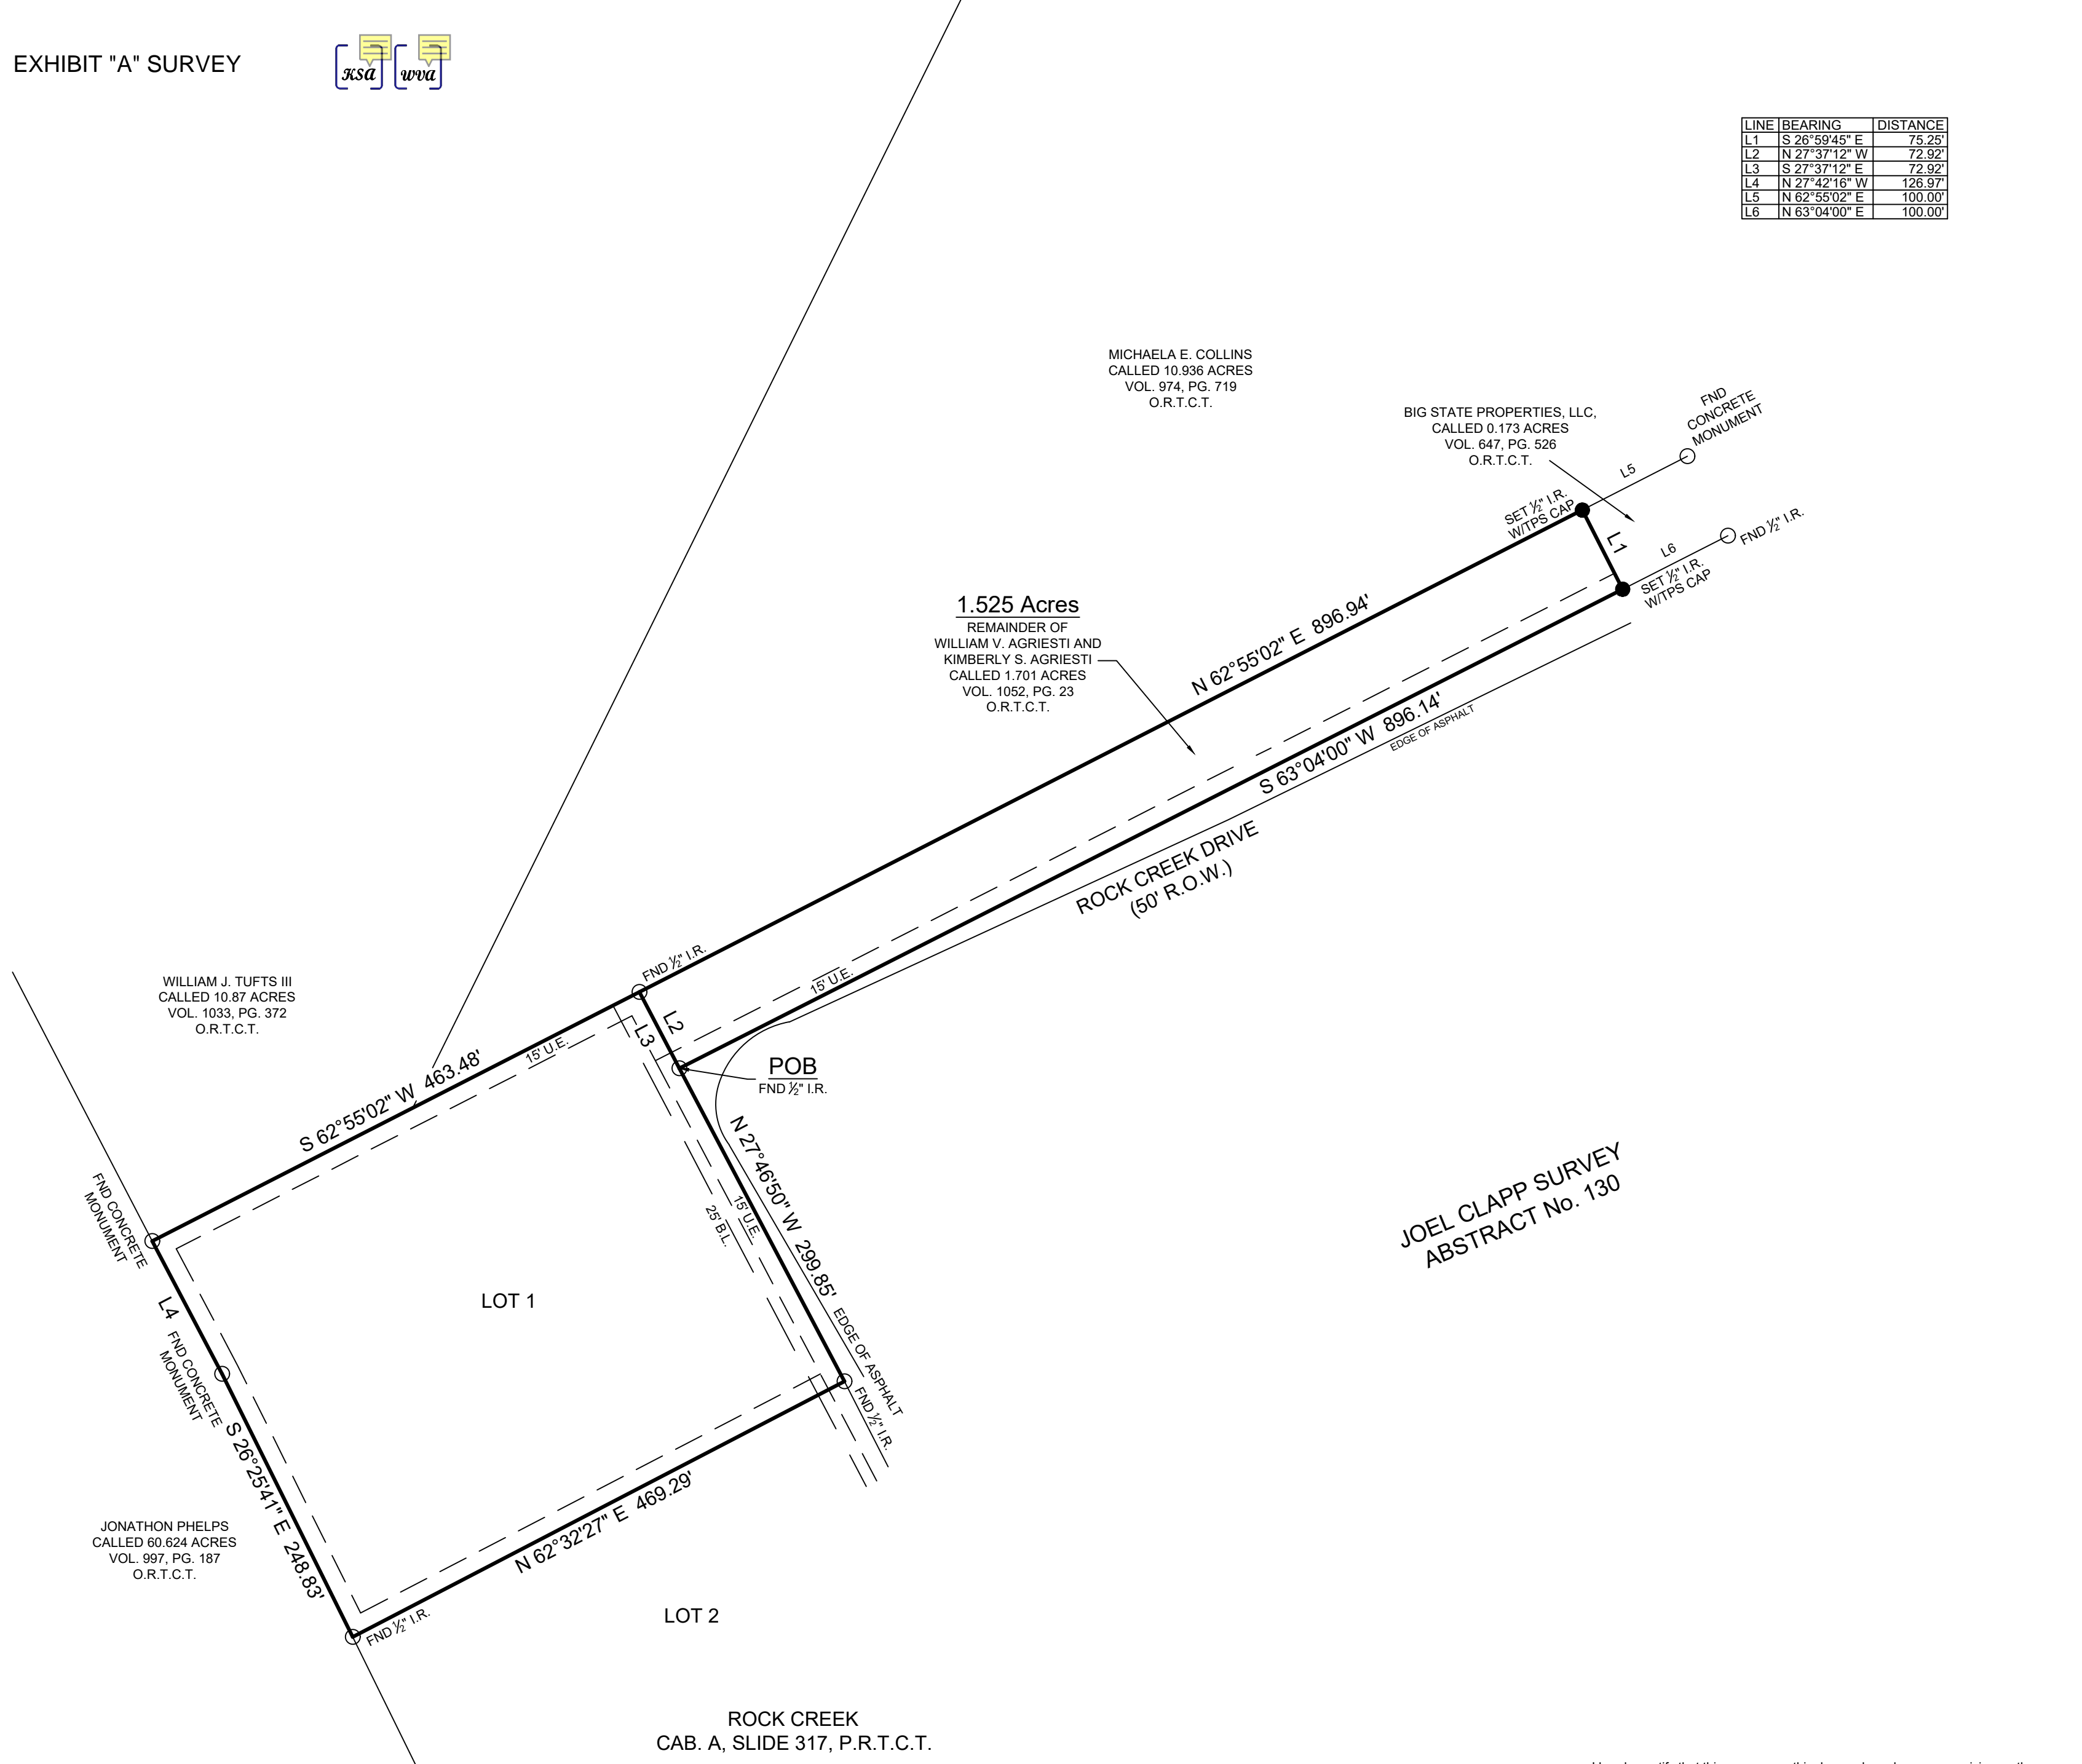 EXHIBIT "A" SURVEY
KSA
WVA
LINE BEARING DISTANCE
L1 S 26°59'45" E 75.25'
L2 N 27°37'12" W 72.92'
L3 S 27°37'12" E 72.92'
L4 N 27°42'16" W 126.97'
L5 N 62°55'02" E 100.00'
L6 N 63°04'00" E 100.00'
MICHAELA E. COLLINS
CALLED 10.936 ACRES
VOL. 974, PG. 719
O.R.T.C.T.
BIG STATE PROPERTIES, LLC,
CALLED 0.173 ACRES
VOL. 647, PG. 526
O.R.T.C.T.
FND
CONCRETE
MONUMENT
L5
SET ½" I.R.
W/TPS CAP
L1
L6
FND ½" I.R.
SET ½" I.R.
W/TPS CAP
1.525 Acres
REMAINDER OF
WILLIAM V. AGRIESTI AND
KIMBERLY S. AGRIESTI
CALLED 1.701 ACRES
VOL. 1052, PG. 23
O.R.T.C.T.
N 62°55'02" E 896.94'
S 63°04'00" W 896.14'
EDGE OF ASPHALT
ROCK CREEK DRIVE
(50' R.O.W.)
FND ½" I.R.
15' U.E.
L2
L3
15' U.E.
POB
FND ½" I.R.
WILLIAM J. TUFTS III
CALLED 10.87 ACRES
VOL. 1033, PG. 372
O.R.T.C.T.
S 62°55'02" W 463.48'
N 27°46'50" W 299.85'
15' U.E.
25' B.L.
EDGE OF ASPHALT
FND ½" I.R.
FND CONCRETE
MONUMENT
L4
FND CONCRETE
MONUMENT
LOT 1
JOEL CLAPP SURVEY
ABSTRACT No. 130
S 26°25'41" E 248.83'
N 62°32'27" E 469.29'
JONATHON PHELPS
CALLED 60.624 ACRES
VOL. 997, PG. 187
O.R.T.C.T.
FND ½" I.R.
LOT 2
ROCK CREEK
CAB. A, SLIDE 317, P.R.T.C.T.